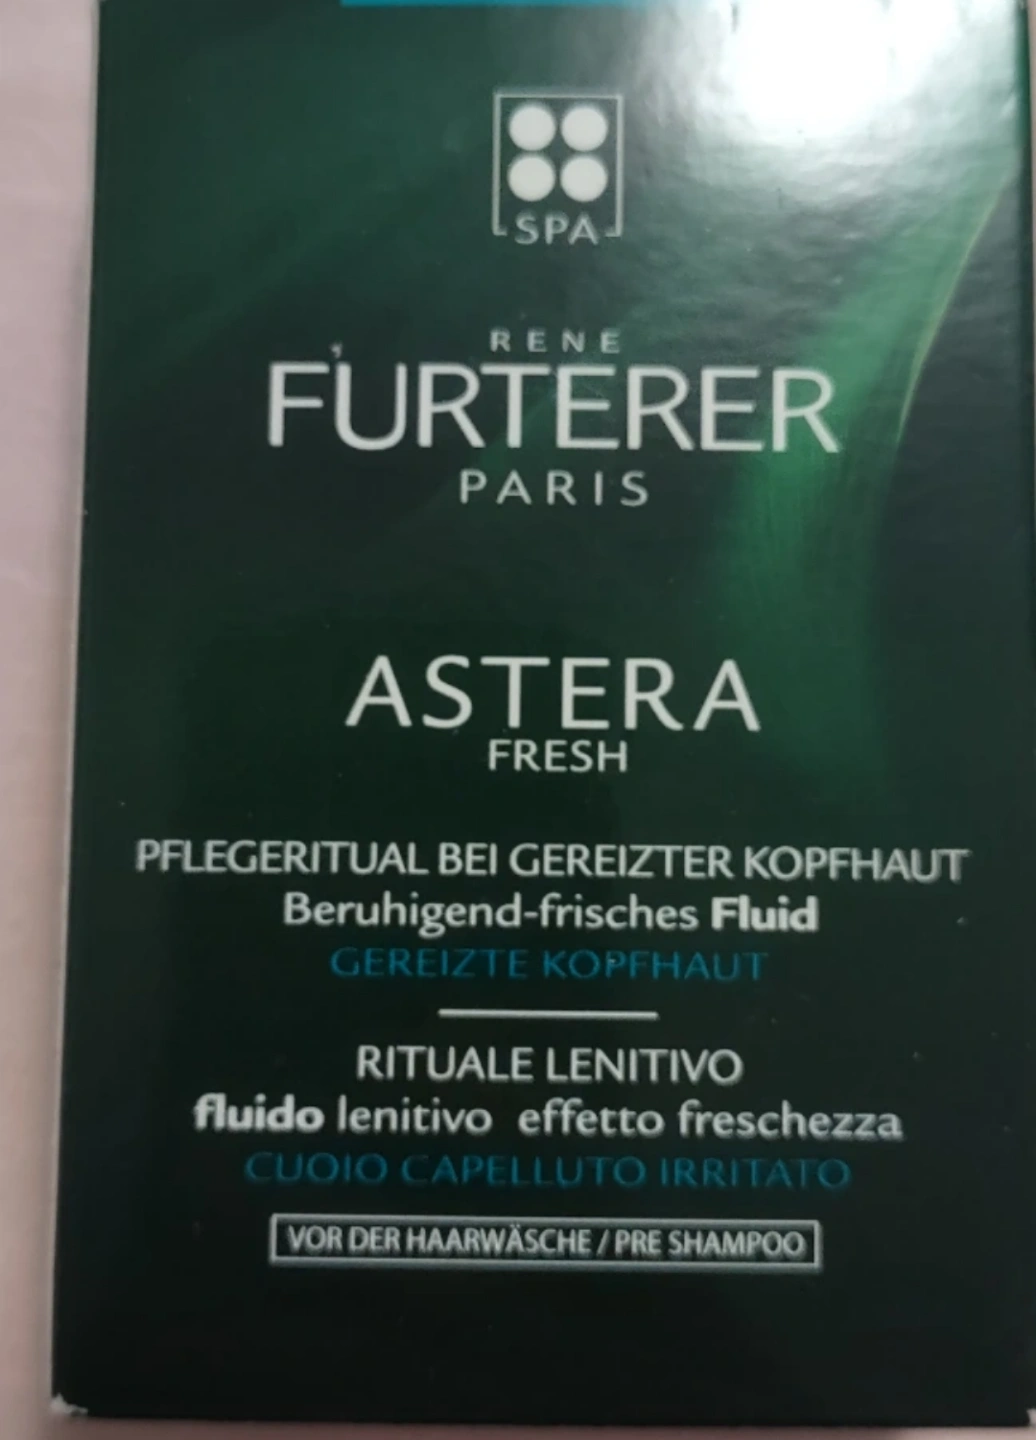 SPA
RENE
FURTERER
PARIS
ASTERA
FRESH
PFLEGERITUAL BEI GEREIZTER KOPFHAUT
Beruhigend-frisches Fluid
GEREIZTE KOPFHAUT
RITUALE LENITIVO
fluido lenitivo effetto freschezza
CUOIO CAPELLUTO IRRITATO
VOR DER HAARWÄSCHE / PRE SHAMPOO